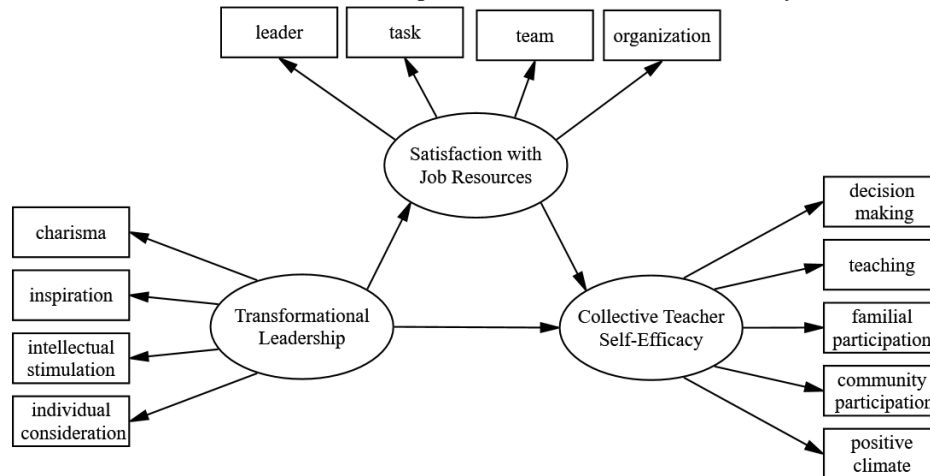 leader
task
team
organization
Satisfaction with
Job Resources
charisma
inspiration
intellectual
stimulation
individual
consideration
Transformational
Leadership
Collective Teacher
Self-Efficacy
decision
making
teaching
familial
participation
community
participation
positive
climate